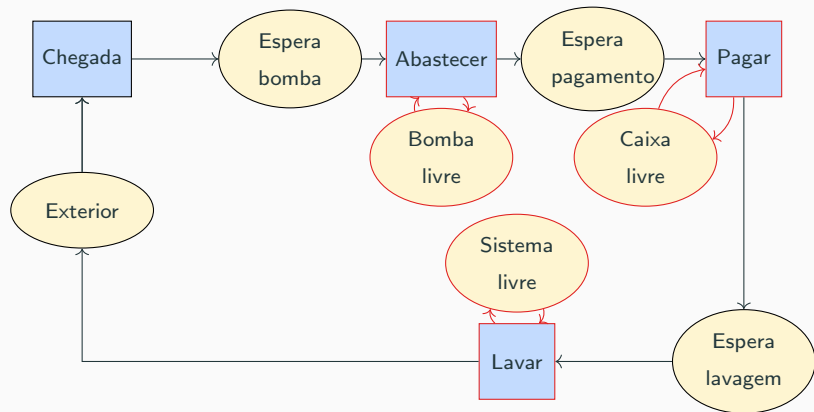 Chegada
Espera
bomba
Abastecer
Espera
pagamento
Pagar
Bomba
livre
Caixa
livre
Exterior
Sistema
livre
Lavar
Espera
lavagem